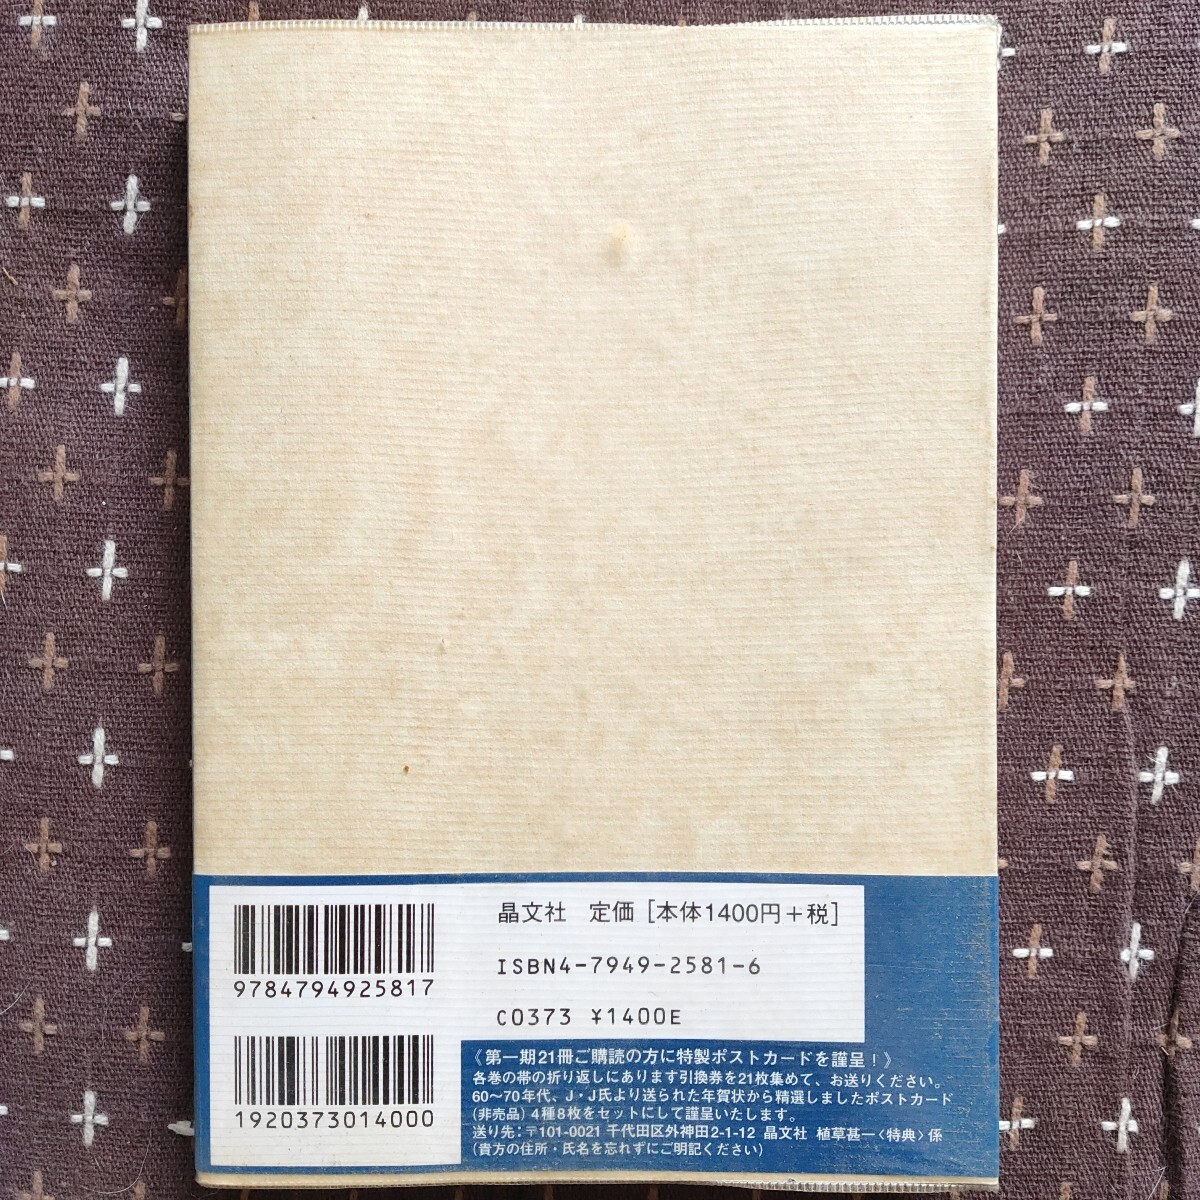 晶文社 定価［本体1400円＋税］
9784794925817
ISBN4-7949-2581-6
C0373 ¥1400E
1920373014000
《第一期21冊ご購読の方に特製ポストカードを謹呈！》
各巻の帯の折り返しにあります引換券を21枚集めて、お送りください。
60〜70年代、J・J氏より送られた年賀状から精選しましたポストカード
(非売品)4種8枚をセットにして謹呈いたします。
送り先：〒101-0021 千代田区外神田2-1-12 晶文社 植草甚一〈特典〉係
(貴方の住所・氏名を忘れずにご明記ください)